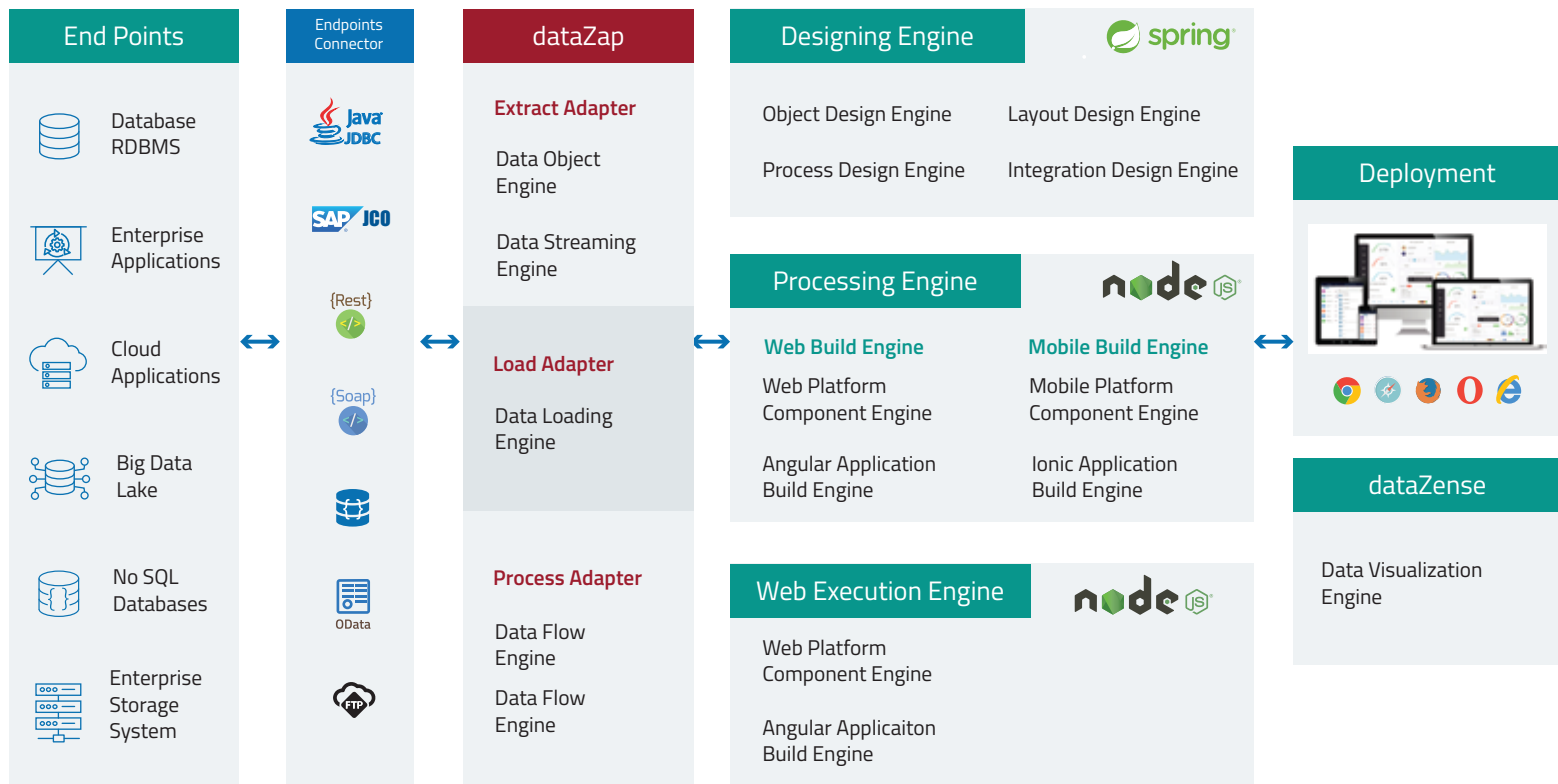 End Points
Database
RDBMS
Enterprise
Applications
Cloud
Applications
Big Data
Lake
No SQL
Databases
Enterprise
Storage
System
Endpoints
Connector
Java
JDBC
SAP JCO
{Rest}
</>
{Soap}
</>
{ }
OData
FTP
dataZap
Extract Adapter
Data Object
Engine
Data Streaming
Engine
Load Adapter
Data Loading
Engine
Process Adapter
Data Flow
Engine
Data Flow
Engine
Designing Engine
spring
Object Design Engine
Layout Design Engine
Process Design Engine
Integration Design Engine
Processing Engine
node JS
Web Build Engine
Web Platform
Component Engine
Angular Application
Build Engine
Mobile Build Engine
Mobile Platform
Component Engine
Ionic Application
Build Engine
Web Execution Engine
node JS
Web Platform
Component Engine
Angular Applicaiton
Build Engine
Deployment
dataZense
Data Visualization
Engine